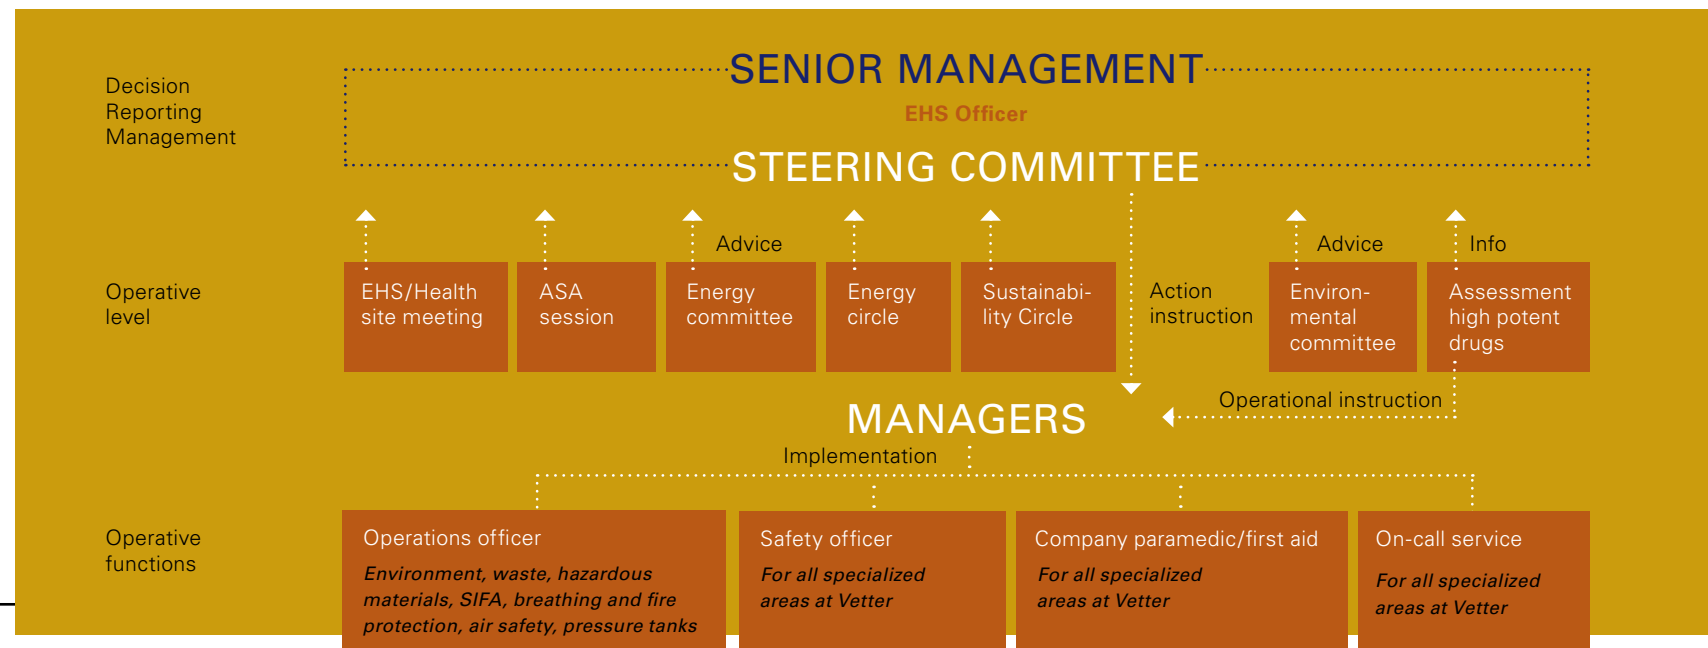 Decision
Reporting
Management
SENIOR MANAGEMENT
EHS Officer
STEERING COMMITTEE
Advice
Advice
Info
Operative
level
EHS/Health
site meeting
ASA
session
Energy
committee
Energy
circle
Sustainabi-
lity Circle
Action
instruction
Environ-
mental
committee
Assessment
high potent
drugs
Operational instruction
MANAGERS
Implementation
Operative
functions
Operations officer
Environment, waste, hazardous
materials, SIFA, breathing and fire
protection, air safety, pressure tanks
Safety officer
For all specialized
areas at Vetter
Company paramedic/first aid
For all specialized
areas at Vetter
On-call service
For all specialized
areas at Vetter